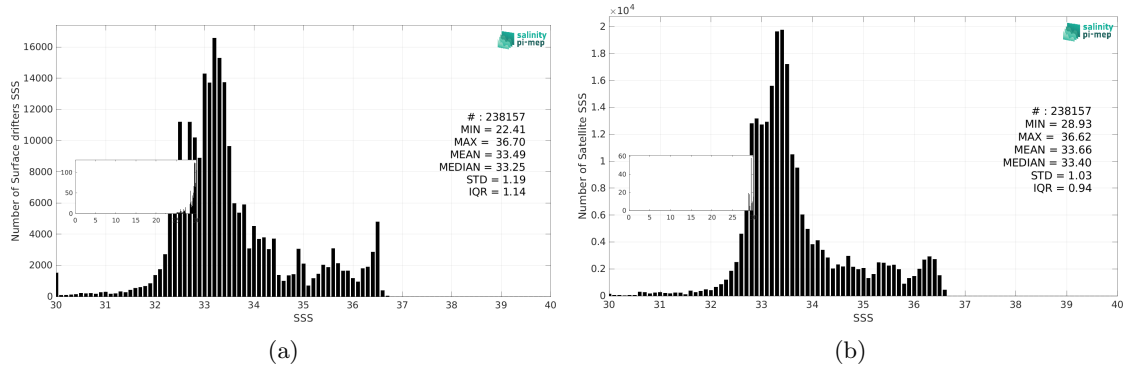 salinity
pi-mep
Number of Surface drifters SSS
16000
14000
12000
10000
8000
6000
4000
2000
0
# : 238157
MIN = 22.41
MAX = 36.70
MEAN = 33.49
MEDIAN = 33.25
STD = 1.19
IQR = 1.14
100
50
0
0 5 10 15 20
30 31 32 33 34 35 36 37 38 39 40
SSS
(a)
×10⁴
salinity
pi-mep
Number of Satellite SSS
2
1.8
1.6
1.4
1.2
1
0.8
0.6
0.4
0.2
0
# : 238157
MIN = 28.93
MAX = 36.62
MEAN = 33.66
MEDIAN = 33.40
STD = 1.03
IQR = 0.94
60
40
20
0
0 5 10 15 20 25
30 31 32 33 34 35 36 37 38 39 40
SSS
(b)